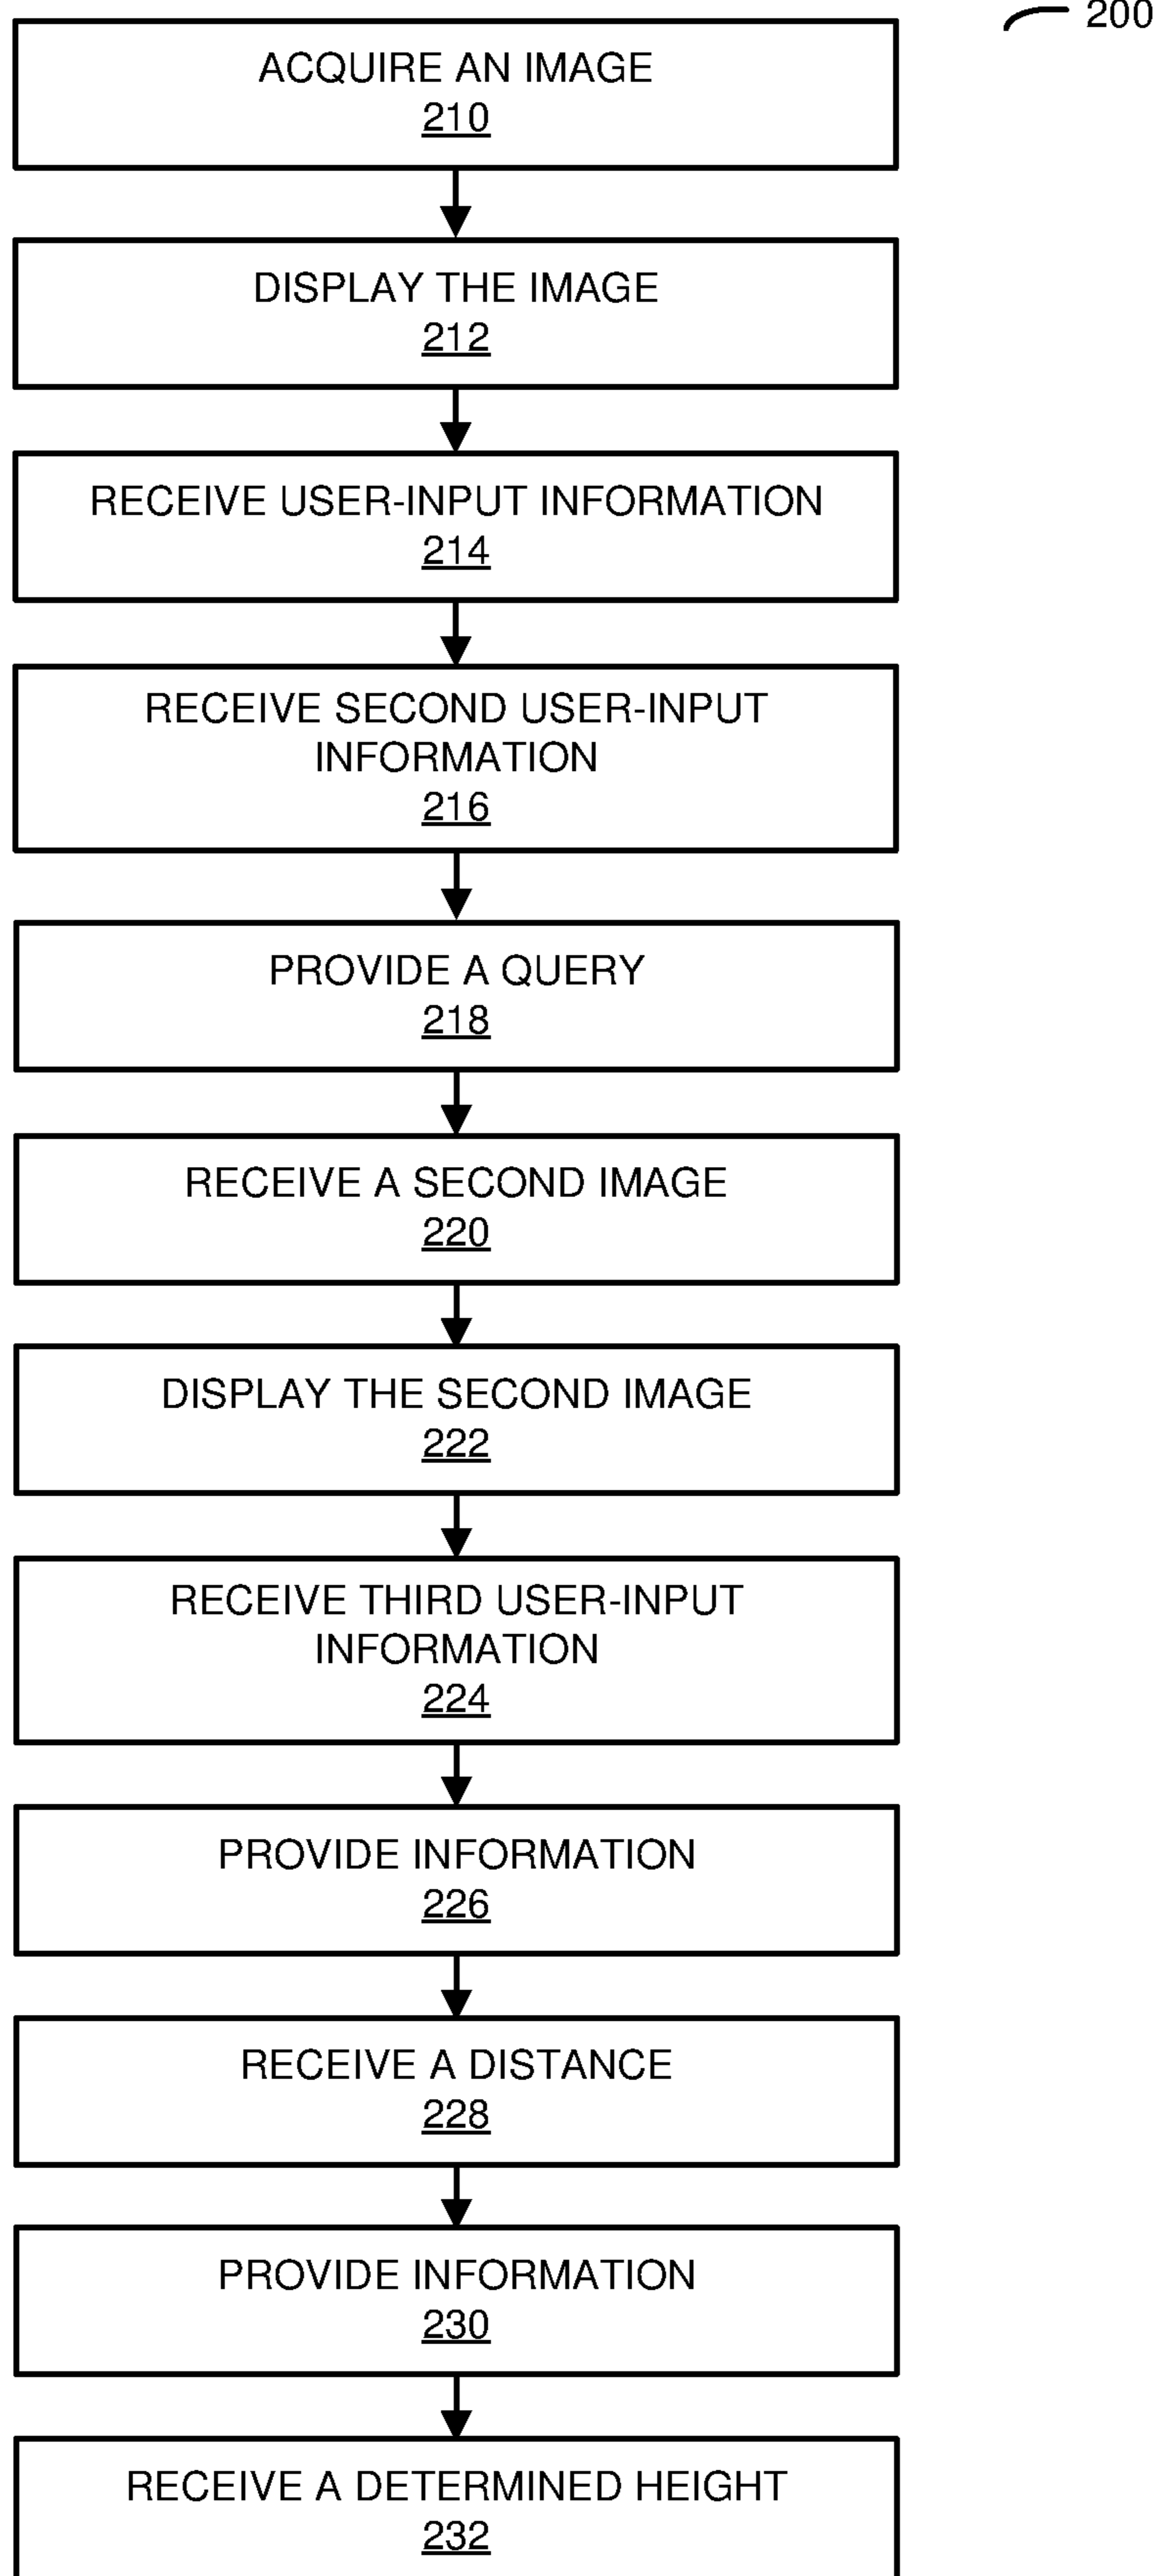 200
ACQUIRE AN IMAGE
210
DISPLAY THE IMAGE
212
RECEIVE USER-INPUT INFORMATION
214
RECEIVE SECOND USER-INPUT
INFORMATION
216
PROVIDE A QUERY
218
RECEIVE A SECOND IMAGE
220
DISPLAY THE SECOND IMAGE
222
RECEIVE THIRD USER-INPUT
INFORMATION
224
PROVIDE INFORMATION
226
RECEIVE A DISTANCE
228
PROVIDE INFORMATION
230
RECEIVE A DETERMINED HEIGHT
232